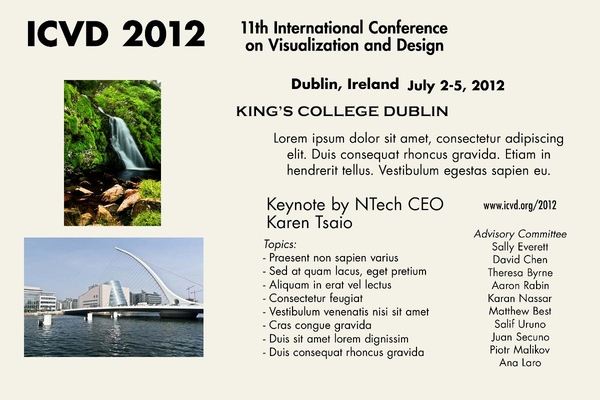 ICVD 2012
11th International Conference
on Visualization and Design
Dublin, Ireland July 2-5, 2012
KING'S COLLEGE DUBLIN
Lorem ipsum dolor sit amet, consectetur adipiscing
elit. Duis consequat rhoncus gravida. Etiam in
hendrerit tellus. Vestibulum egestas sapien eu.
Keynote by NTech CEO
Karen Tsaio
Topics:
- Praesent non sapien varius
- Sed at quam lacus, eget pretium
- Aliquam in erat vel lectus
- Consectetur feugiat
- Vestibulum venenatis nisi sit amet
- Cras congue gravida
- Duis sit amet lorem dignissim
- Duis consequat rhoncus gravida
www.icvd.org/2012
Advisory Committee
Sally Everett
David Chen
Theresa Byrne
Aaron Rabin
Karan Nassar
Matthew Best
Salif Uruno
Juan Secuno
Piotr Malikov
Ana Laro